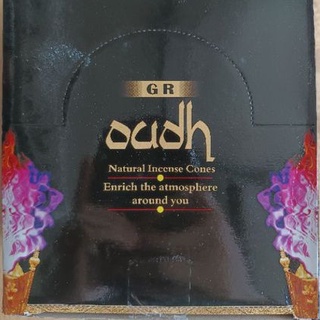 GR
oudh
Natural Incense Cones
Enrich the atmosphere
around you